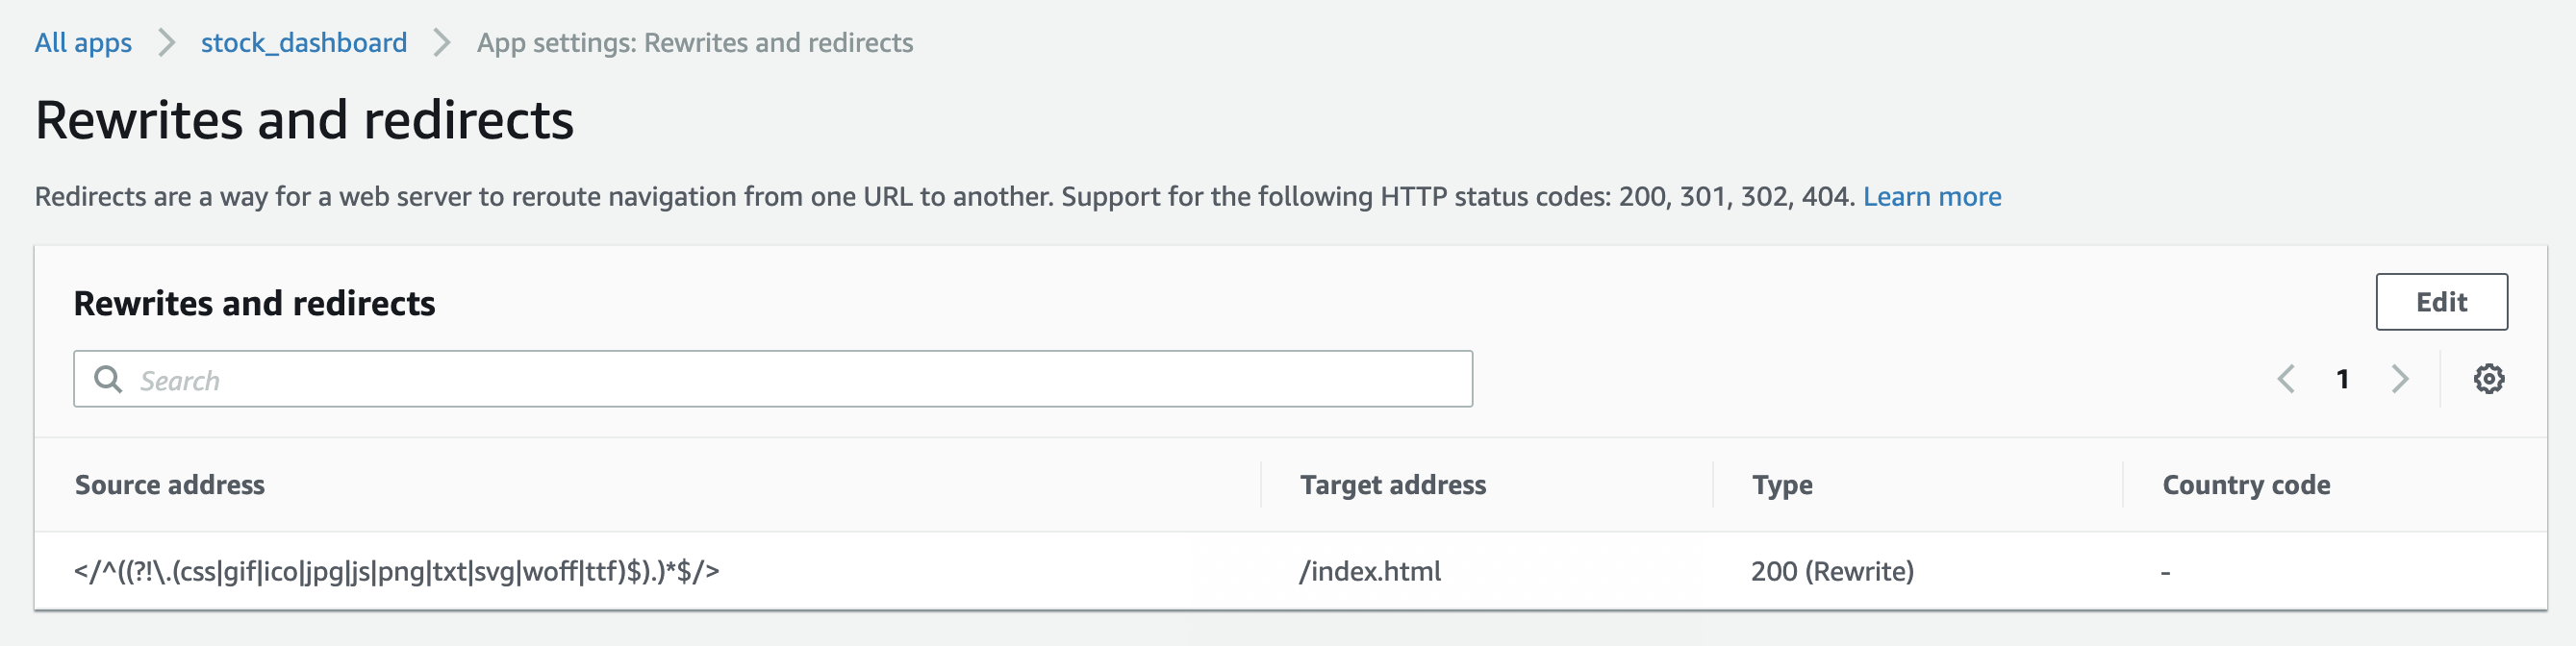 All apps > stock_dashboard > App settings: Rewrites and redirects
Rewrites and redirects
Redirects are a way for a web server to reroute navigation from one URL to another. Support for the following HTTP status codes: 200, 301, 302, 404. Learn more
Rewrites and redirects
Edit
Search
1
Source address Target address Type Country code
</^((?!\.(css|gif|ico|jpg|js|png|txt|svg|woff|ttf)$).)*$/> /index.html 200 (Rewrite) -